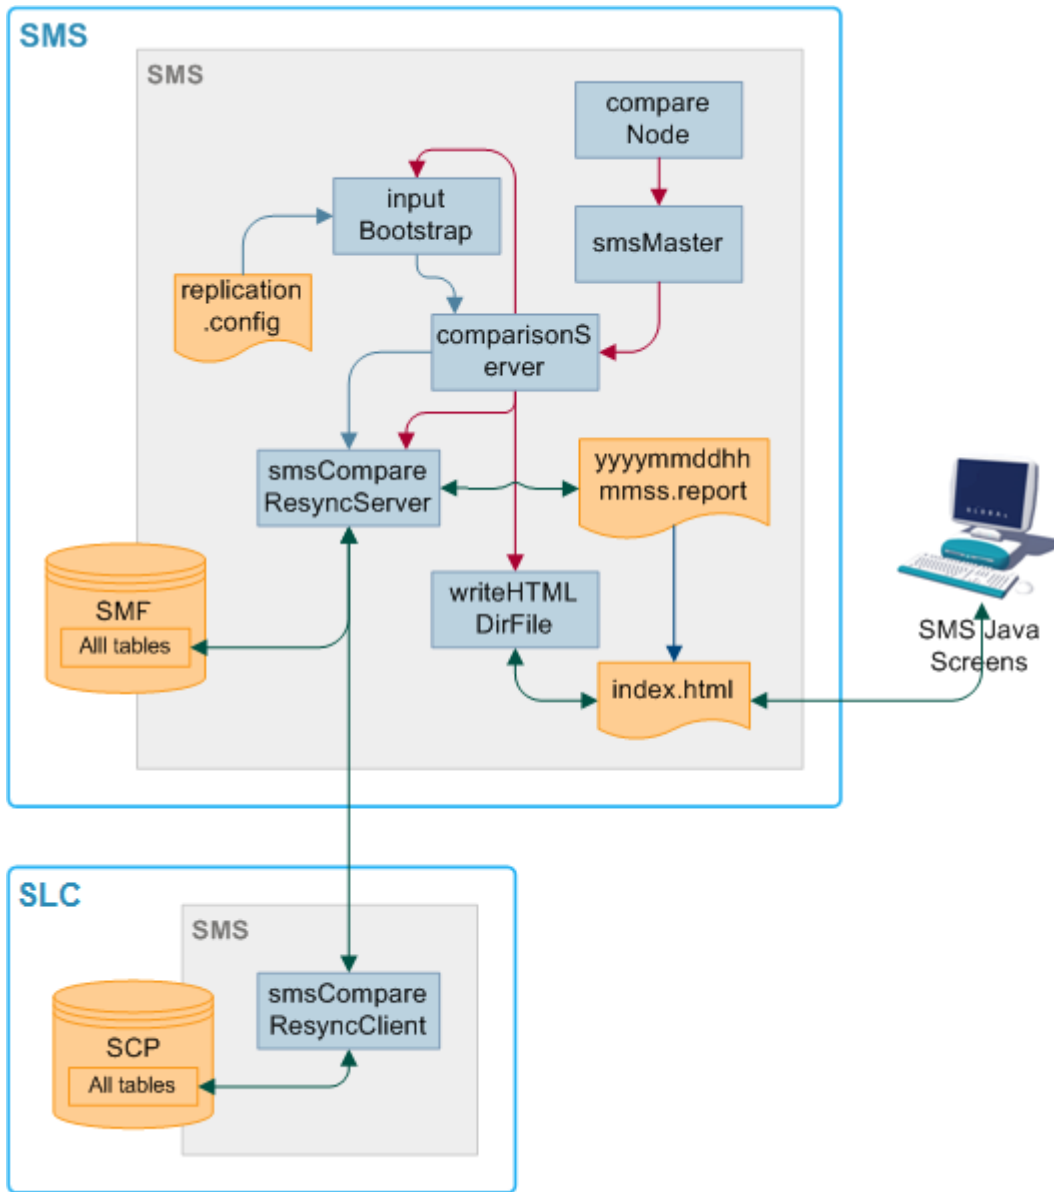 SMS
SMS
compare
Node
input
Bootstrap
smsMaster
replication
.config
comparisonS
erver
smsCompare
ResyncServer
yyyymmddhh
mmss.report
GLOBAL
SMF
Alll tables
writeHTML
DirFile
SMS Java
Screens
index.html
SLC
SMS
smsCompare
ResyncClient
SCP
All tables